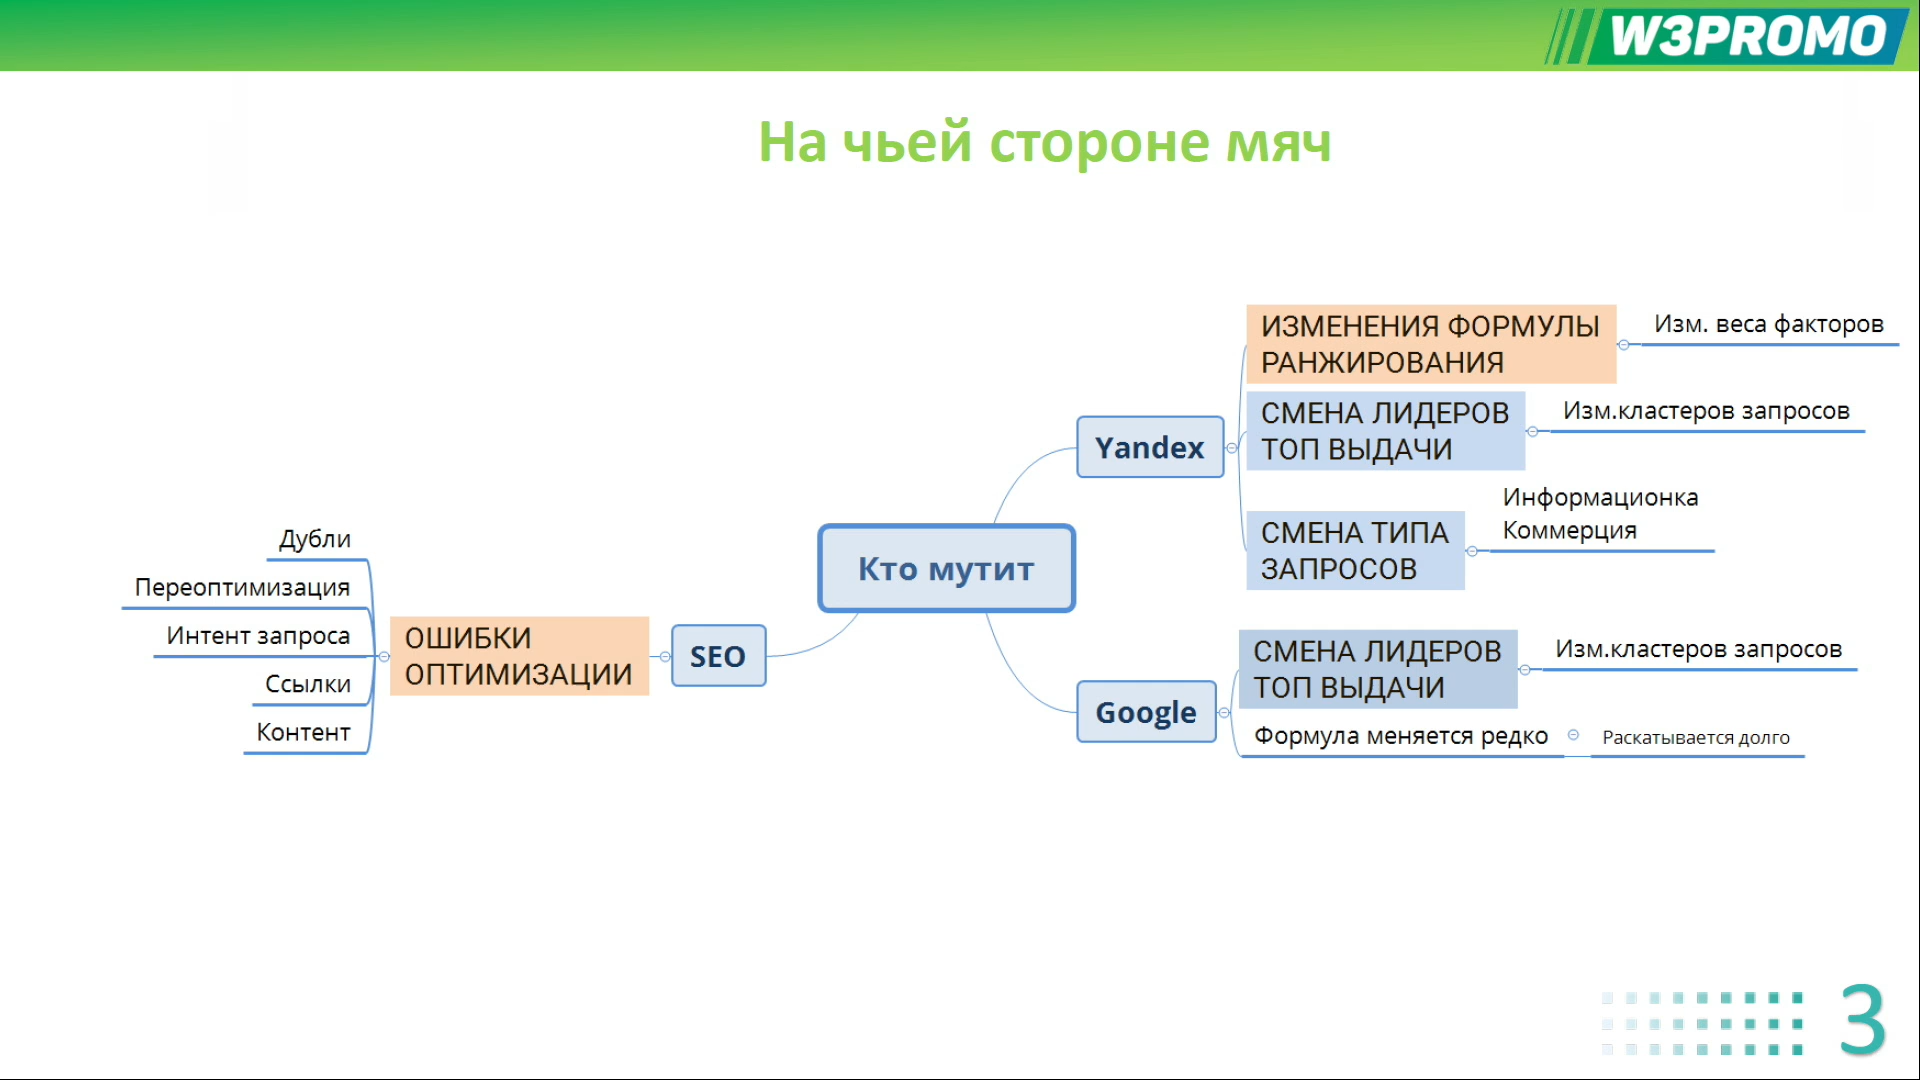 W3PROMO
На чьей стороне мяч
ИЗМЕНЕНИЯ ФОРМУЛЫ
РАНЖИРОВАНИЯ
Изм. веса факторов
СМЕНА ЛИДЕРОВ
ТОП ВЫДАЧИ
Изм.кластеров запросов
Yandex
СМЕНА ТИПА
ЗАПРОСОВ
Информационка
Коммерция
Кто мутит
Дубли
Переоптимизация
Интент запроса
Ссылки
Контент
ОШИБКИ
ОПТИМИЗАЦИИ
SEO
Google
СМЕНА ЛИДЕРОВ
ТОП ВЫДАЧИ
Изм.кластеров запросов
Формула меняется редко
Раскатывается долго
3